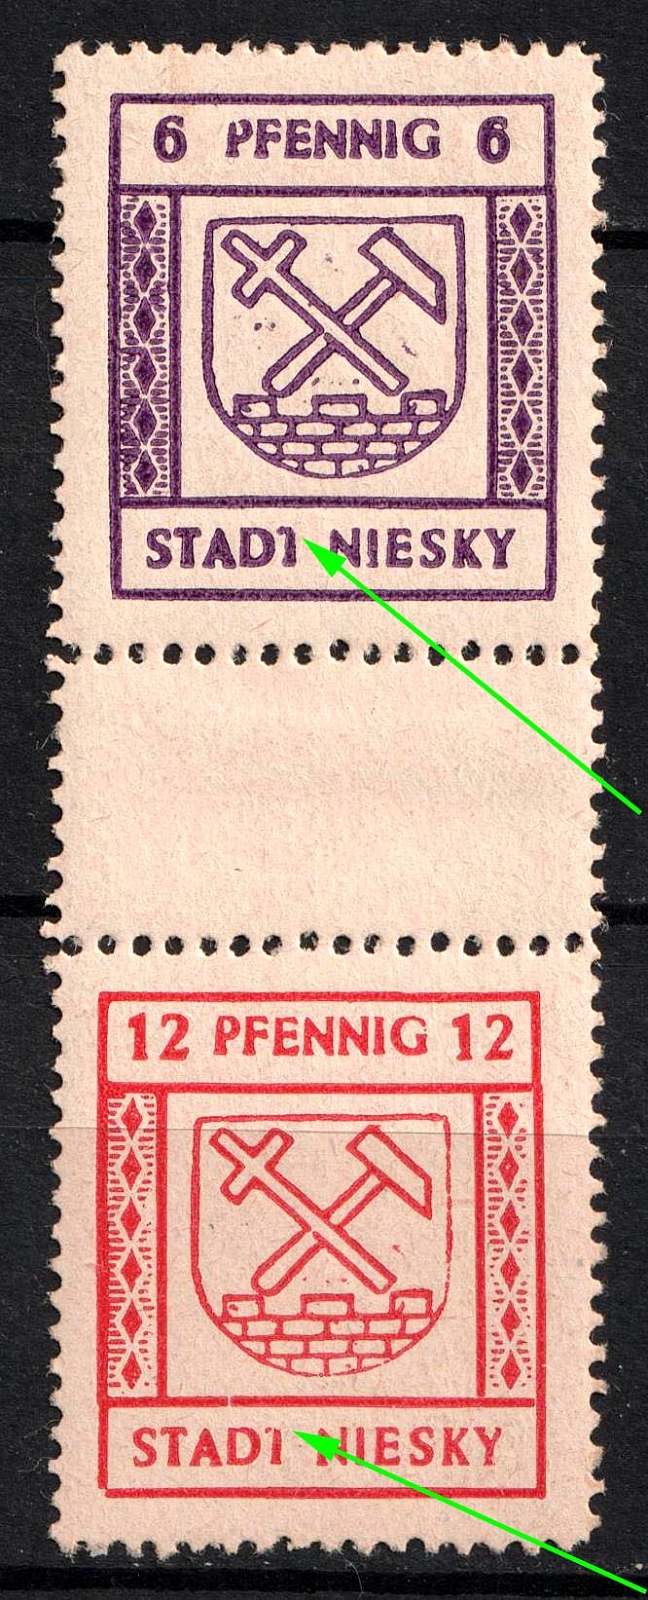 6 PFENNIG 6
STADT NIESKY
12 PFENNIG 12
STADT NIESKY